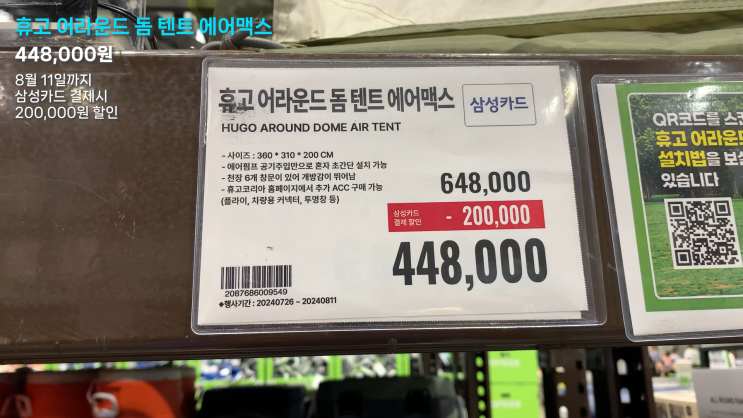 휴고 어라운드 돔 텐트 에어맥스
448,000원
8월 11일까지
삼성카드 결제시
200,000원 할인
휴고 어라운드 돔 텐트 에어맥스
삼성카드
HUGO AROUND DOME AIR TENT
- 사이즈 : 360 * 310 * 200 CM
- 에어펌프 공기주입만으로 혼자 초간단 설치 가능
- 천장 6개 창문이 있어 개방감이 뛰어남
- 휴고코리아 홈페이지에서 추가 ACC 구매 가능
(플라이, 차량용 커넥터, 투명창 등)
648,000
삼성카드
결제 할인
- 200,000
448,000
2087686009549
※행사기간 : 20240726 ~ 20240811
QR코드를 스
휴고 어라운
설치법을 보
있습니다